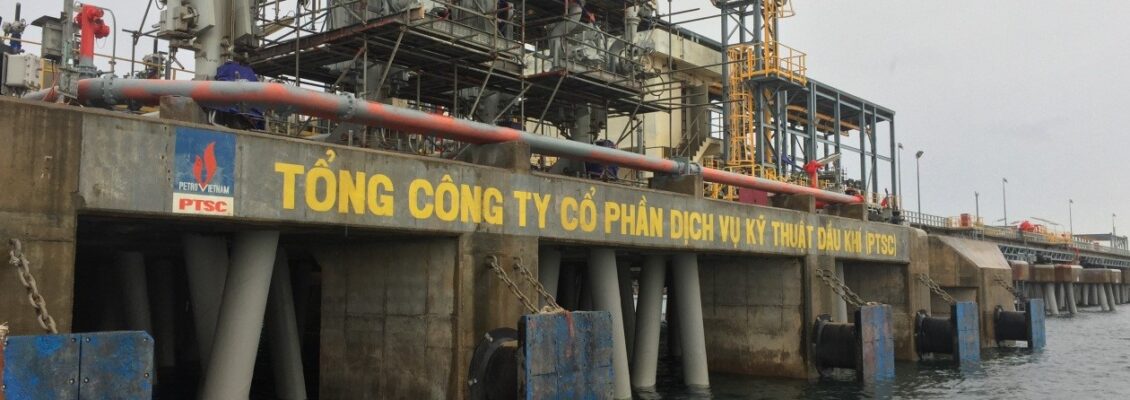 PETROVIETNAM
PTSC
TỔNG CÔNG TY CỔ PHẦN DỊCH VỤ KỸ THUẬT DẦU KHÍ (PTSC)